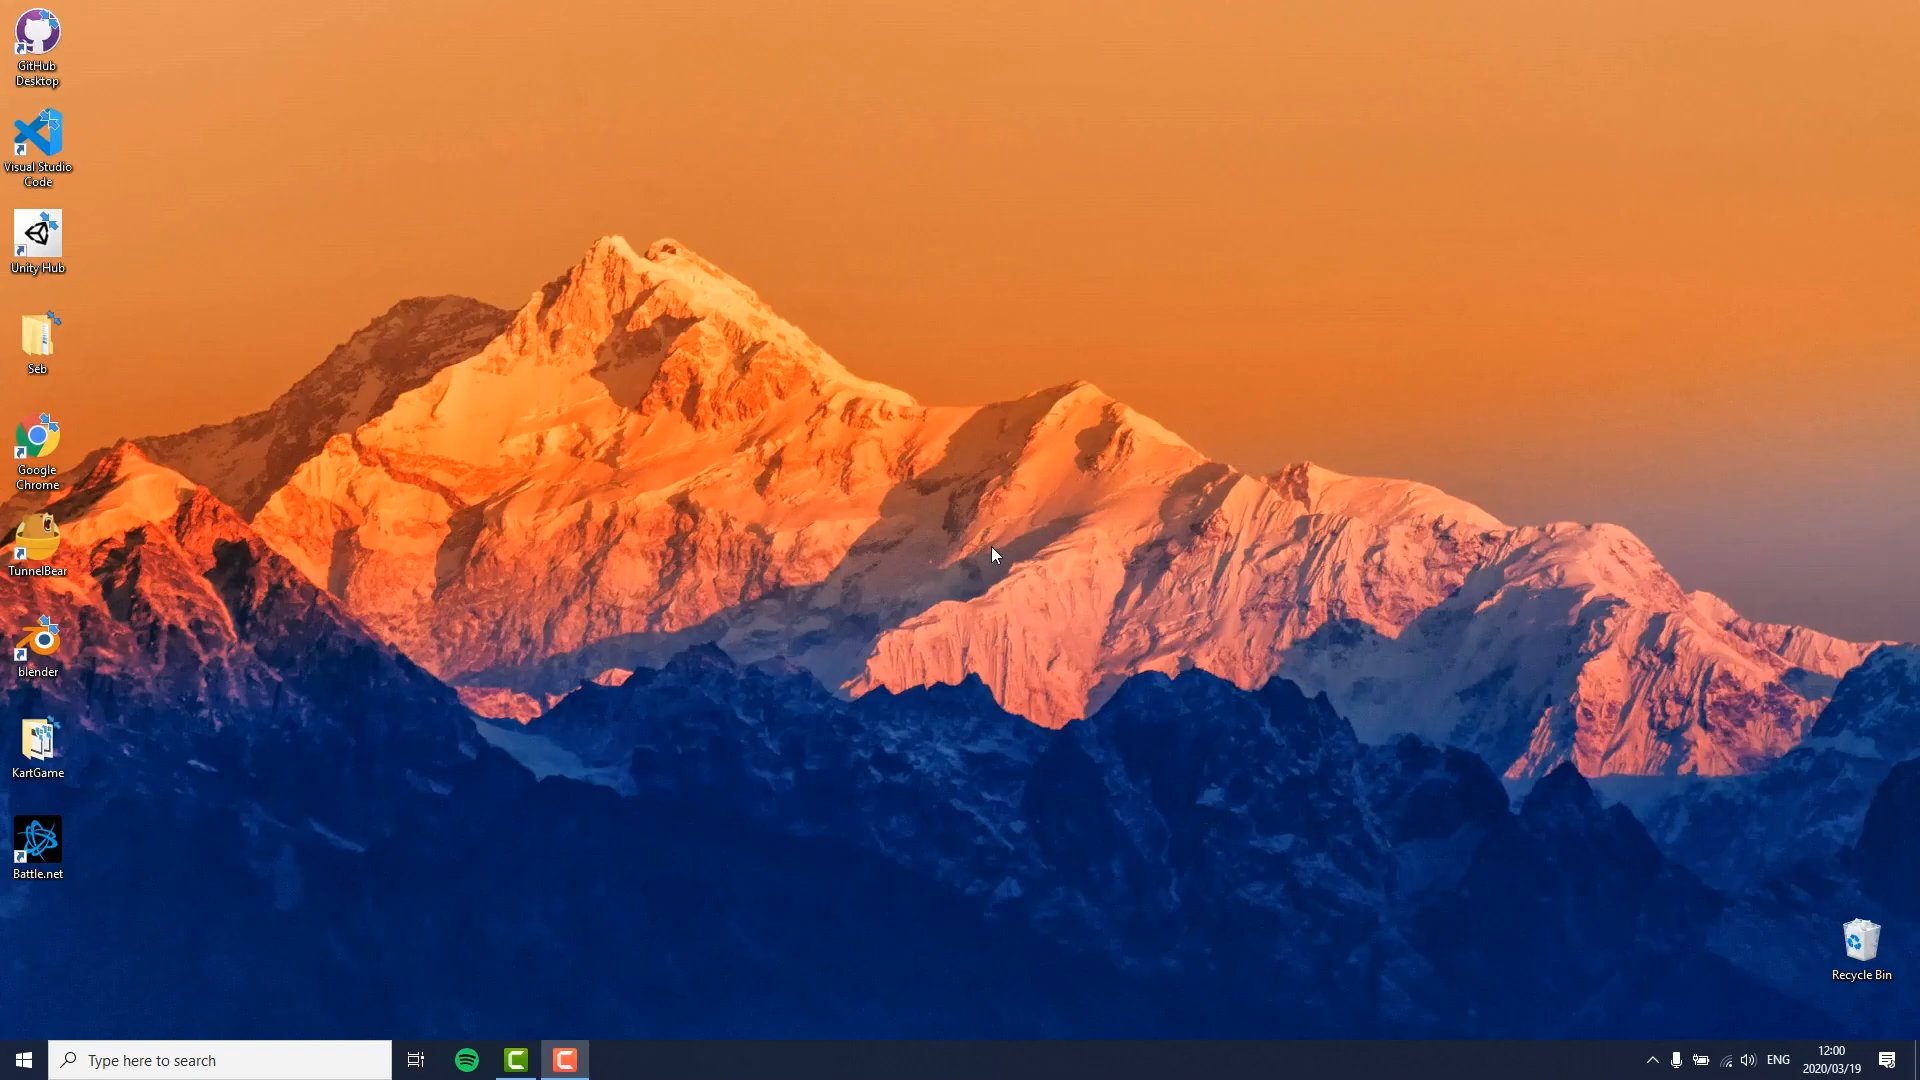 GitHub
Desktop
Visual Studio
Code
Unity Hub
Seb
Google
Chrome
TunnelBear
blender
KartGame
Battle.net
Recycle Bin
Type here to search
ENG
12:00
2020/03/19